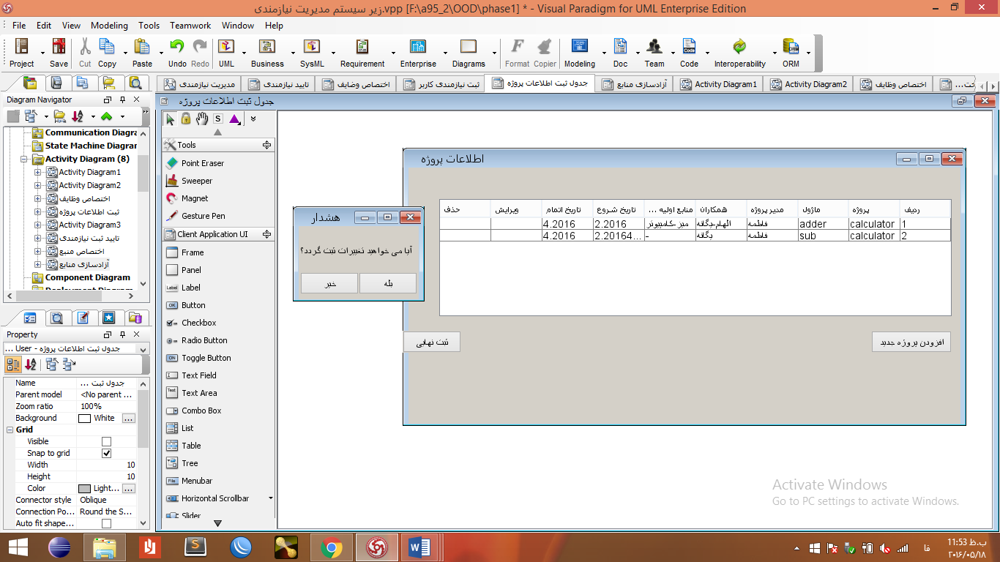 زیر سیستم مدیریت نیازمندی.vpp [F:\a95_2\OOD\phase1] * - Visual Paradigm for UML Enterprise Edition
File Edit View Modeling Tools Teamwork Window Help
Project Save Cut Copy Paste Undo Redo UML Business SysML Requirement Enterprise Diagrams Format Copier Modeling Doc Team Code Interoperability ORM
مدیریت نیازمندی تایید نیازمندی اختصاص وضایف ثبت نیازمندی کاربر جدول ثبت اطلاعات پروژه آزادسازی منابع Activity Diagram1 Activity Diagram2 اختصاص وظایف
Diagram Navigator
Communication Diagra
State Machine Diagran
Activity Diagram (8)
Activity Diagram1
Activity Diagram2
اختصاص وظایف
ثبت اطلاعات پروژه
Activity Diagram3
تایید ثبت نیازمندی
اختصاص منبع
آزادسازی منابع
Component Diagram
Property
جدول ثبت اطلاعات پروژه - User ...
Name جدول ثبت ...
Parent model <No parent ...
Zoom ratio 100%
Background White ...
Grid
Visible
Snap to grid
Width 10
Height 10
Color Light... ...
Connector style Oblique
Connection Po... Round the S...
Auto fit shape...
جدول ثبت اطلاعات پروژه
S
Tools
Point Eraser
Sweeper
Magnet
Gesture Pen
Client Application UI
Frame
Panel
Label Label
OK Button
Checkbox
Radio Button
ON Toggle Button
Text Field
Text Text Area
Combo Box
List
Table
Tree
File Menubar
Horizontal Scrollbar
Slider
هشدار
آیا می خواهید تغییرات ثبت گردد؟
بله
خیر
اطلاعات پروژه
ردیف پروژه ماژول مدیر پروژه همکاران منابع اولیه ... تاریخ شروع تاریخ اتمام ویرایش حذف
1 calculator adder فاطمه الهام-یگانه میز-کامپیوتر 2.2016 4.2016
2 calculator sub فاطمه یگانه - 2.20164... 4.2016
افزودن پروژه جدید
ثبت نهایی
Activate Windows
Go to PC settings to activate Windows.
فا
11:53 ب.ظ
۲۰۱۶/۰۵/۱۸